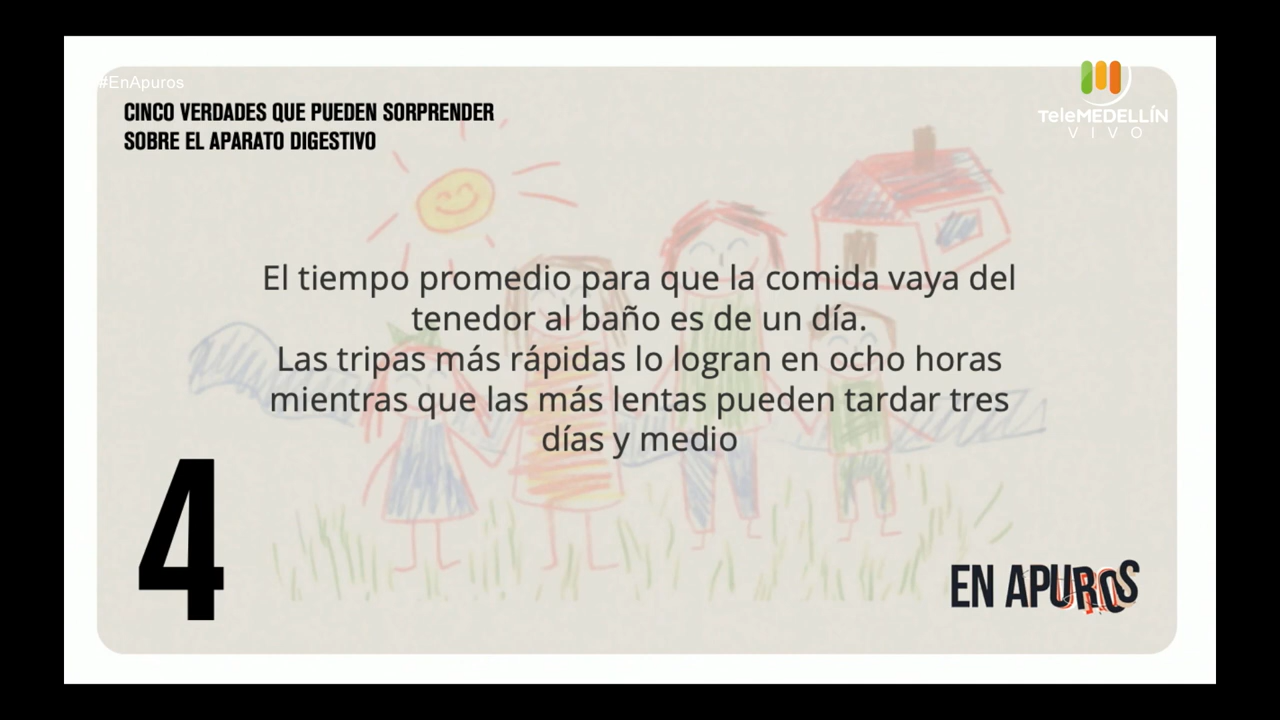 #EnApuros
CINCO VERDADES QUE PUEDEN SORPRENDER
SOBRE EL APARATO DIGESTIVO
TeleMEDELLÍN
VIVO
El tiempo promedio para que la comida vaya del
tenedor al baño es de un día.
Las tripas más rápidas lo logran en ocho horas
mientras que las más lentas pueden tardar tres
días y medio
4
EN APUROS